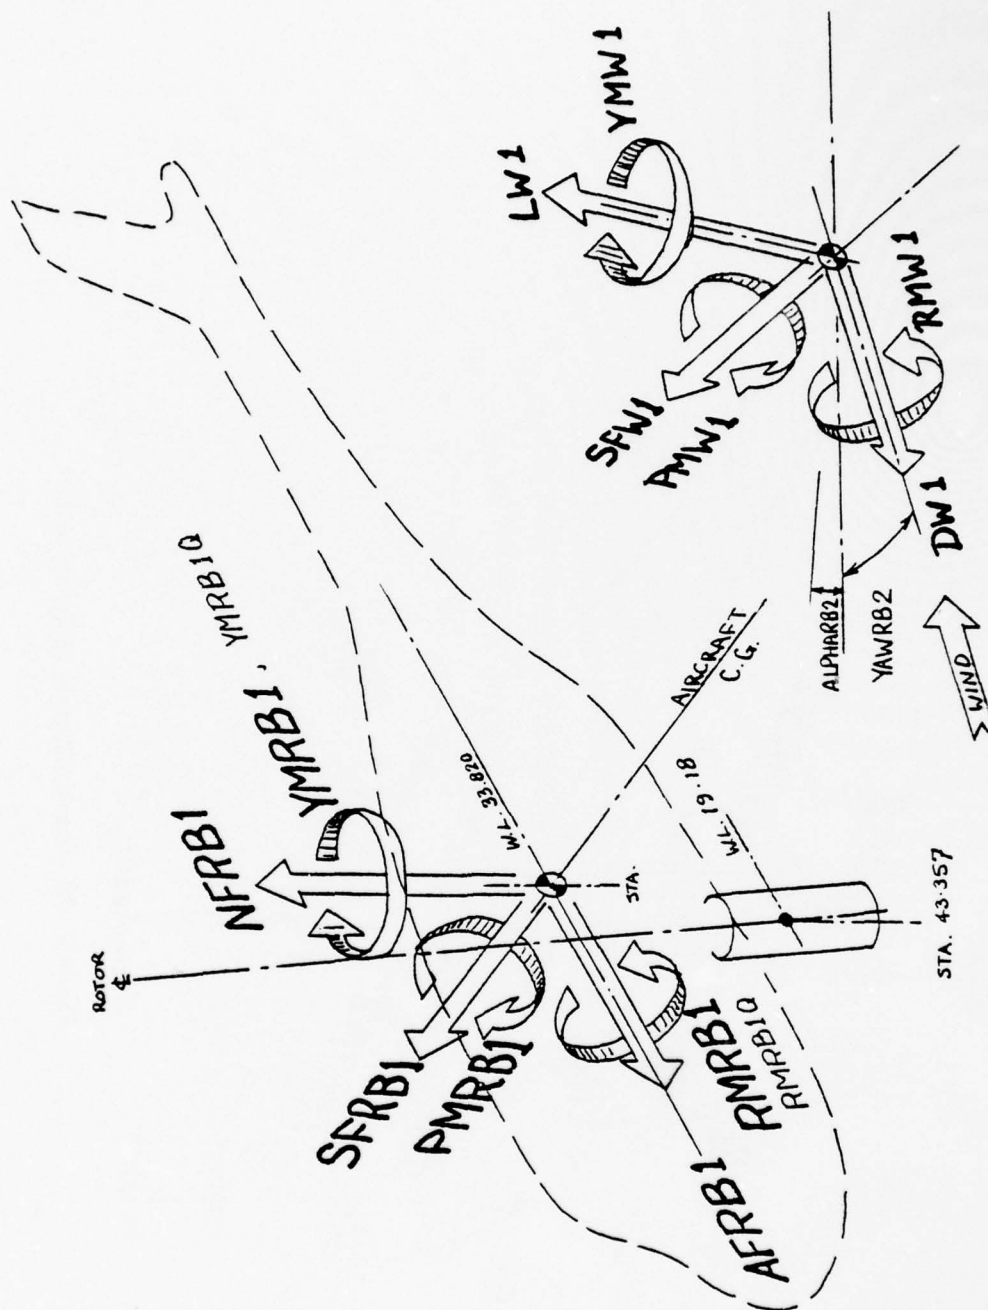 ROTOR
℄
NFRB1
YMRB1, YMRB1Q
SFRB1
PMRB1
W.L. 33.820
STA.
RMRB1
RMRB1Q
AFRB1
AIRCRAFT
C.G.
W.L. 19.18
STA. 43.357
LW1
YMW1
SFW1
PMW1
RMW1
DW1
ALPHARB2
YAWRB2
WIND